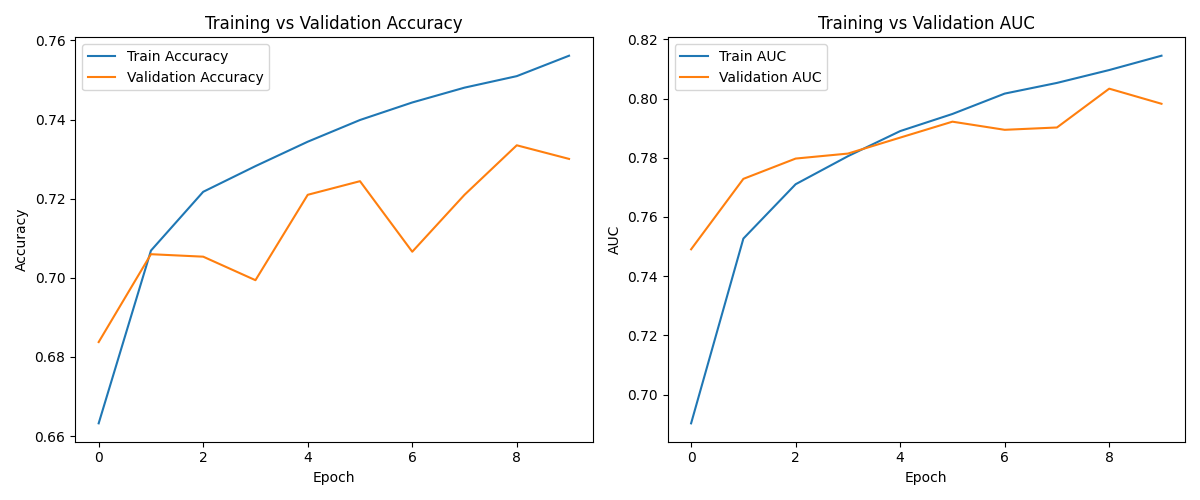 Training vs Validation Accuracy
Train Accuracy
Validation Accuracy
0.76
0.74
0.72
0.70
0.68
0.66
Accuracy
0 2 4 6 8
Epoch
Training vs Validation AUC
Train AUC
Validation AUC
0.82
0.80
0.78
0.76
0.74
0.72
0.70
AUC
0 2 4 6 8
Epoch